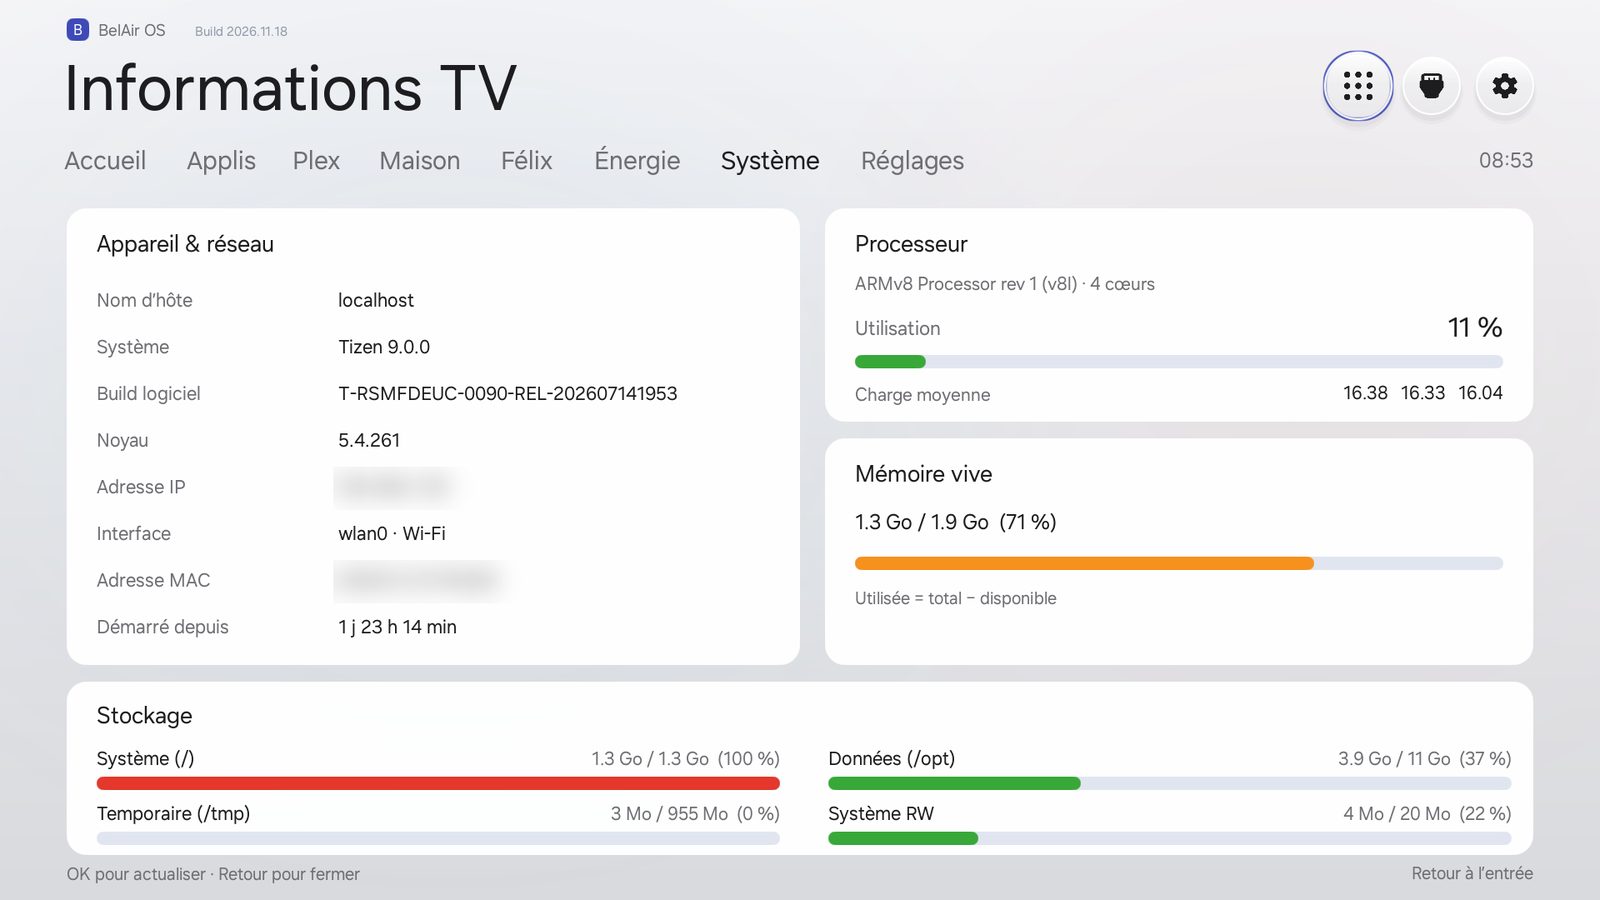 B BelAir OS Build 2026.11.18
Informations TV
Accueil Applis Plex Maison Félix Énergie Système Réglages 08:53
Appareil & réseau
Nom d'hôte localhost
Système Tizen 9.0.0
Build logiciel T-RSMFDEUC-0090-REL-202607141953
Noyau 5.4.261
Adresse IP
Interface wlan0 · Wi-Fi
Adresse MAC
Démarré depuis 1 j 23 h 14 min
Processeur
ARMv8 Processor rev 1 (v8l) · 4 cœurs
Utilisation 11 %
Charge moyenne 16.38 16.33 16.04
Mémoire vive
1.3 Go / 1.9 Go (71 %)
Utilisée = total − disponible
Stockage
Système (/) 1.3 Go / 1.3 Go (100 %)
Données (/opt) 3.9 Go / 11 Go (37 %)
Temporaire (/tmp) 3 Mo / 955 Mo (0 %)
Système RW 4 Mo / 20 Mo (22 %)
OK pour actualiser · Retour pour fermer
Retour à l'entrée